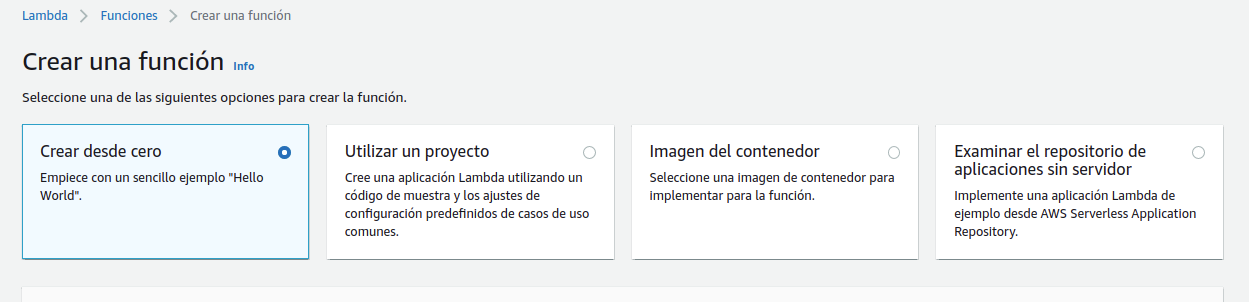 Lambda > Funciones > Crear una función
Crear una función Info
Seleccione una de las siguientes opciones para crear la función.
Crear desde cero
Empiece con un sencillo ejemplo "Hello
World".
Utilizar un proyecto
Cree una aplicación Lambda utilizando un
código de muestra y los ajustes de
configuración predefinidos de casos de uso
comunes.
Imagen del contenedor
Seleccione una imagen de contenedor para
implementar para la función.
Examinar el repositorio de
aplicaciones sin servidor
Implemente una aplicación Lambda de
ejemplo desde AWS Serverless Application
Repository.